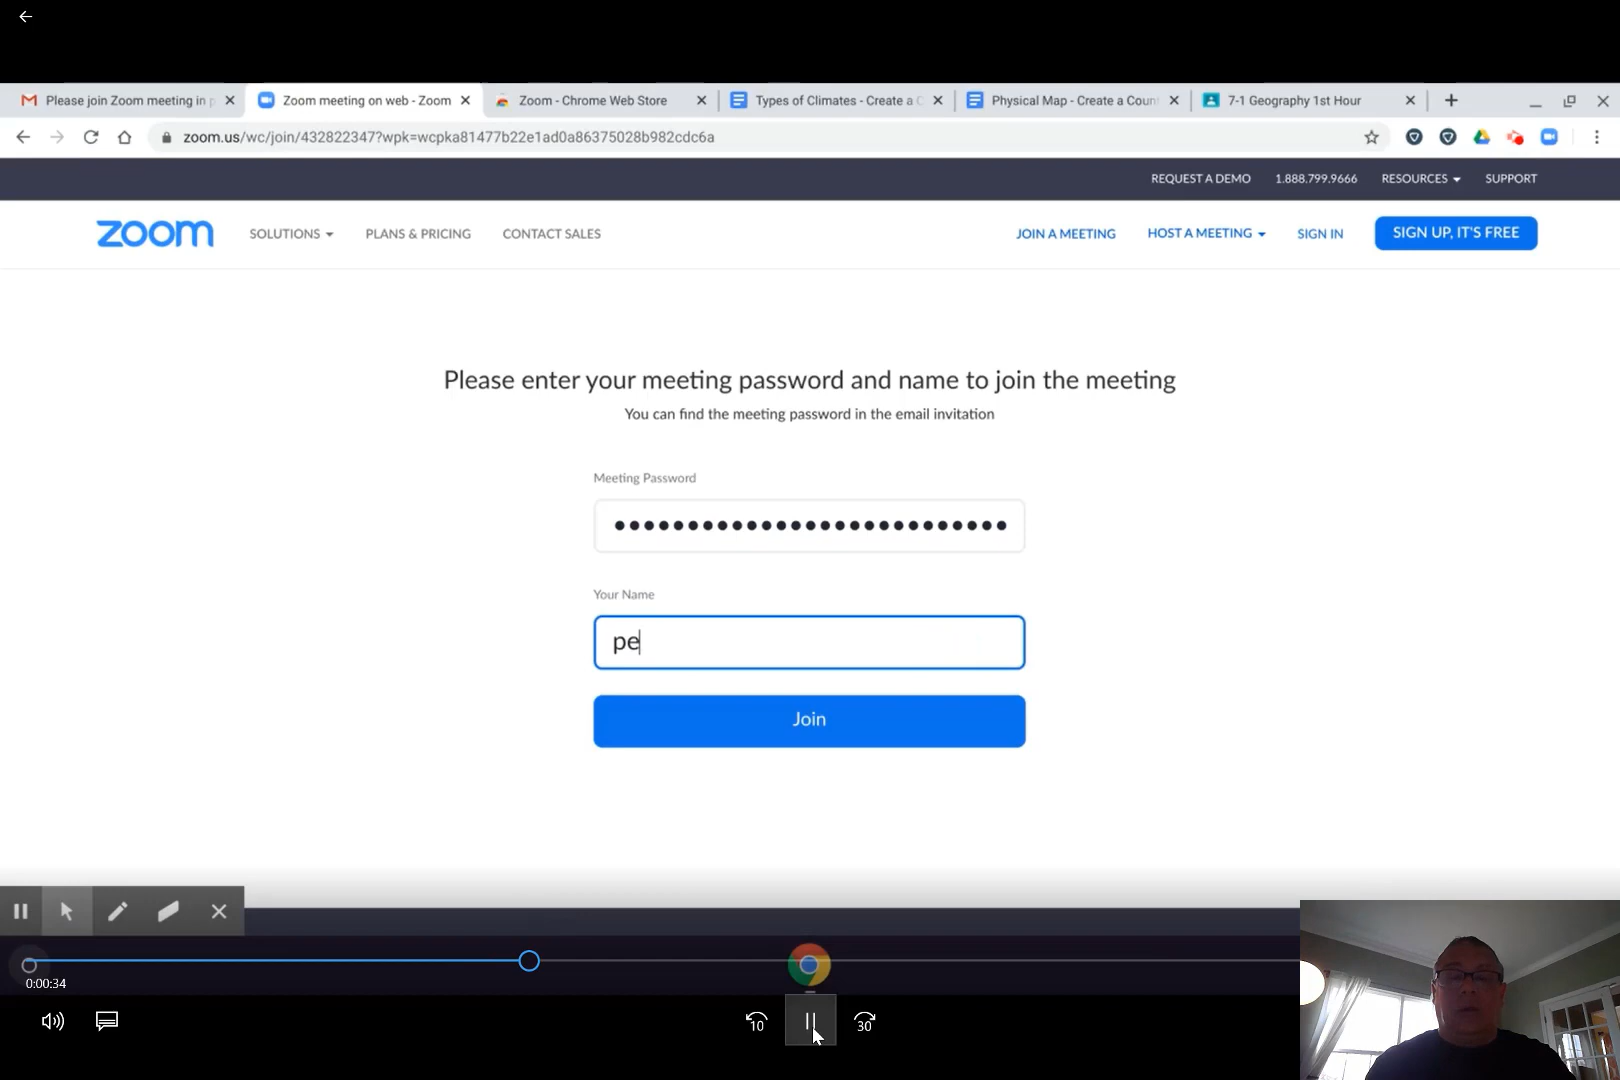 Please join Zoom meeting in p
Zoom meeting on web - Zoom
Zoom - Chrome Web Store
Types of Climates - Create a C
Physical Map - Create a Coun
7-1 Geography 1st Hour
zoom.us/wc/join/432822347?wpk=wcpka81477b22e1ad0a86375028b982cdc6a
REQUEST A DEMO
1.888.799.9666
RESOURCES
SUPPORT
zoom
SOLUTIONS
PLANS & PRICING
CONTACT SALES
JOIN A MEETING
HOST A MEETING
SIGN IN
SIGN UP, IT'S FREE
Please enter your meeting password and name to join the meeting
You can find the meeting password in the email invitation
Meeting Password
Your Name
pe
Join
0:00:34
10
30